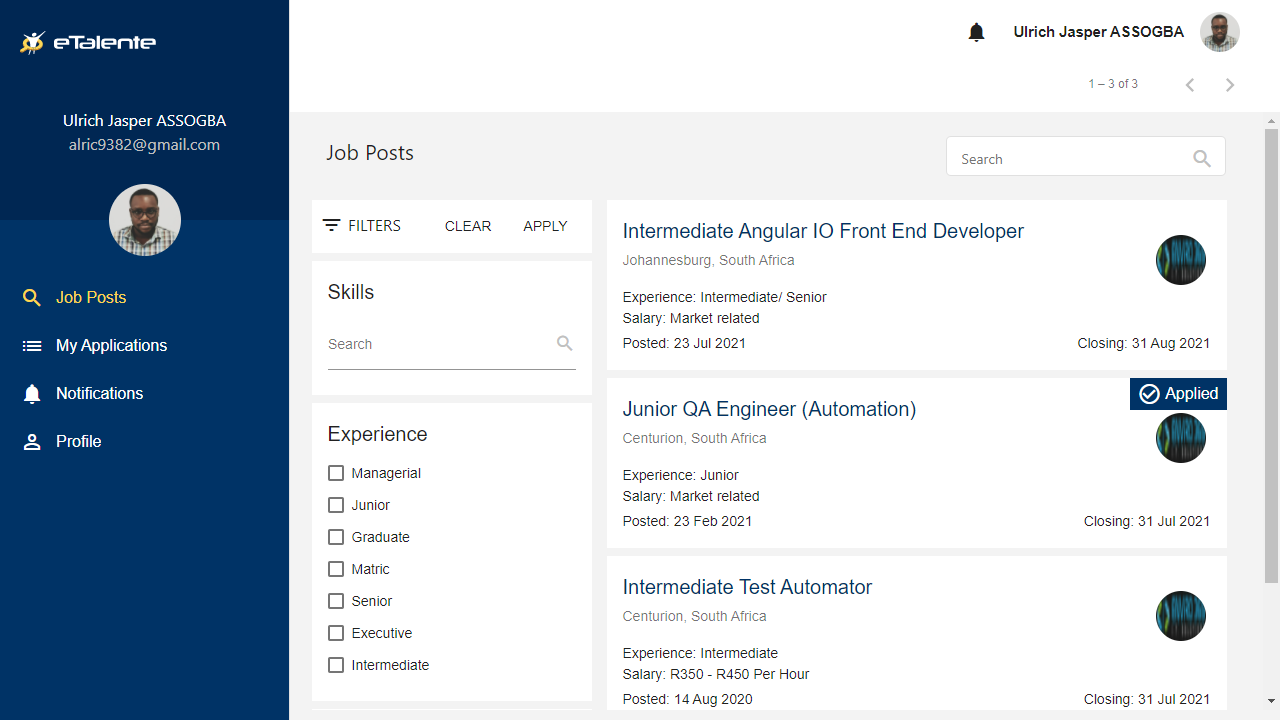 eTalente
Ulrich Jasper ASSOGBA
alric9382@gmail.com
Job Posts
My Applications
Notifications
Profile
Ulrich Jasper ASSOGBA
1 – 3 of 3
Job Posts
Search
FILTERS CLEAR APPLY
Skills
Search
Experience
Managerial
Junior
Graduate
Matric
Senior
Executive
Intermediate
Intermediate Angular IO Front End Developer
Johannesburg, South Africa
Experience: Intermediate/ Senior
Salary: Market related
Posted: 23 Jul 2021 Closing: 31 Aug 2021
Applied
Junior QA Engineer (Automation)
Centurion, South Africa
Experience: Junior
Salary: Market related
Posted: 23 Feb 2021 Closing: 31 Jul 2021
Intermediate Test Automator
Centurion, South Africa
Experience: Intermediate
Salary: R350 - R450 Per Hour
Posted: 14 Aug 2020 Closing: 31 Jul 2021